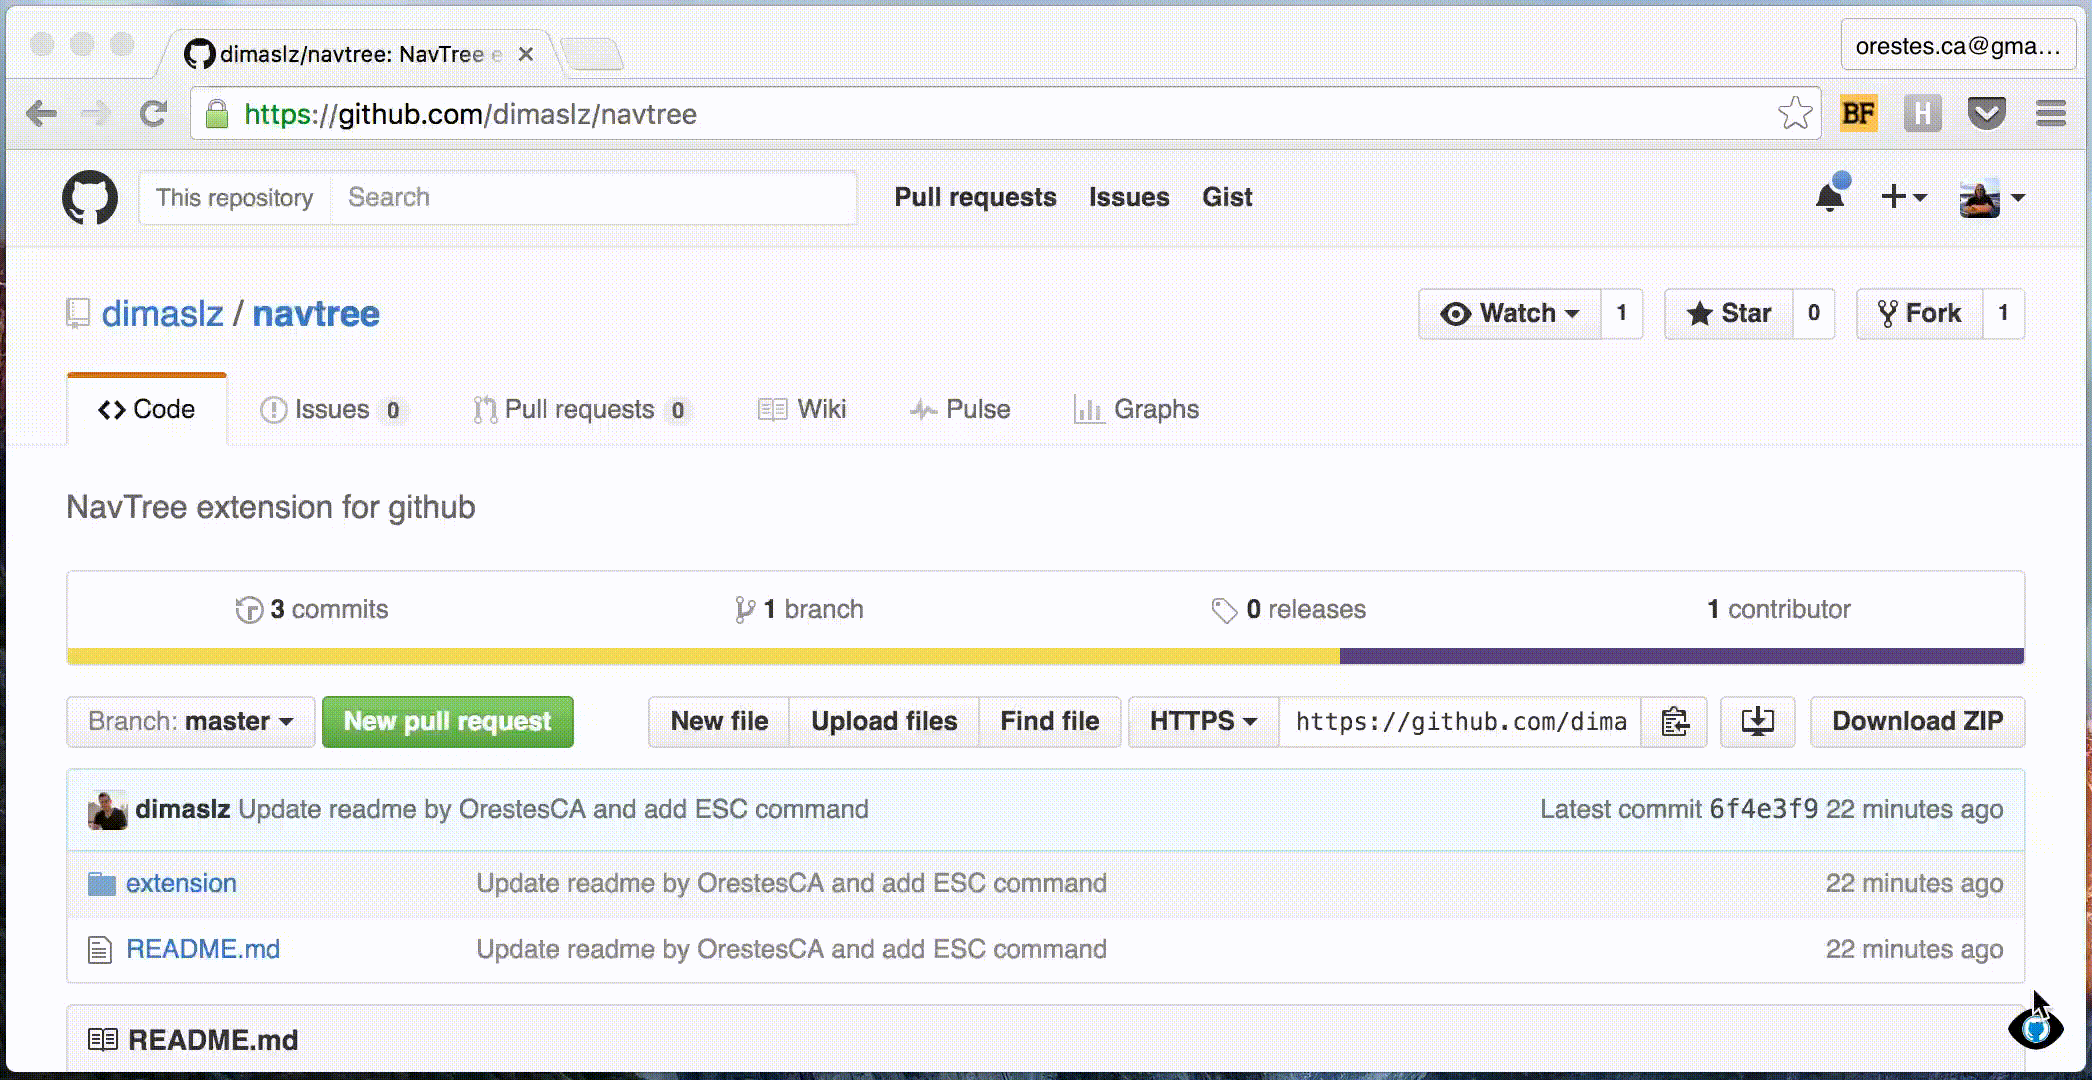 dimaslz/navtree: NavTree e
orestes.ca@gma...
https://github.com/dimaslz/navtree
BF
H
This repository
Search
Pull requests
Issues
Gist
dimaslz / navtree
Watch
1
Star
0
Fork
1
Code
Issues 0
Pull requests 0
Wiki
Pulse
Graphs
NavTree extension for github
3 commits
1 branch
0 releases
1 contributor
Branch: master
New pull request
New file
Upload files
Find file
HTTPS
https://github.com/dima
Download ZIP
dimaslz Update readme by OrestesCA and add ESC command
Latest commit 6f4e3f9 22 minutes ago
extension
Update readme by OrestesCA and add ESC command
22 minutes ago
README.md
Update readme by OrestesCA and add ESC command
22 minutes ago
README.md